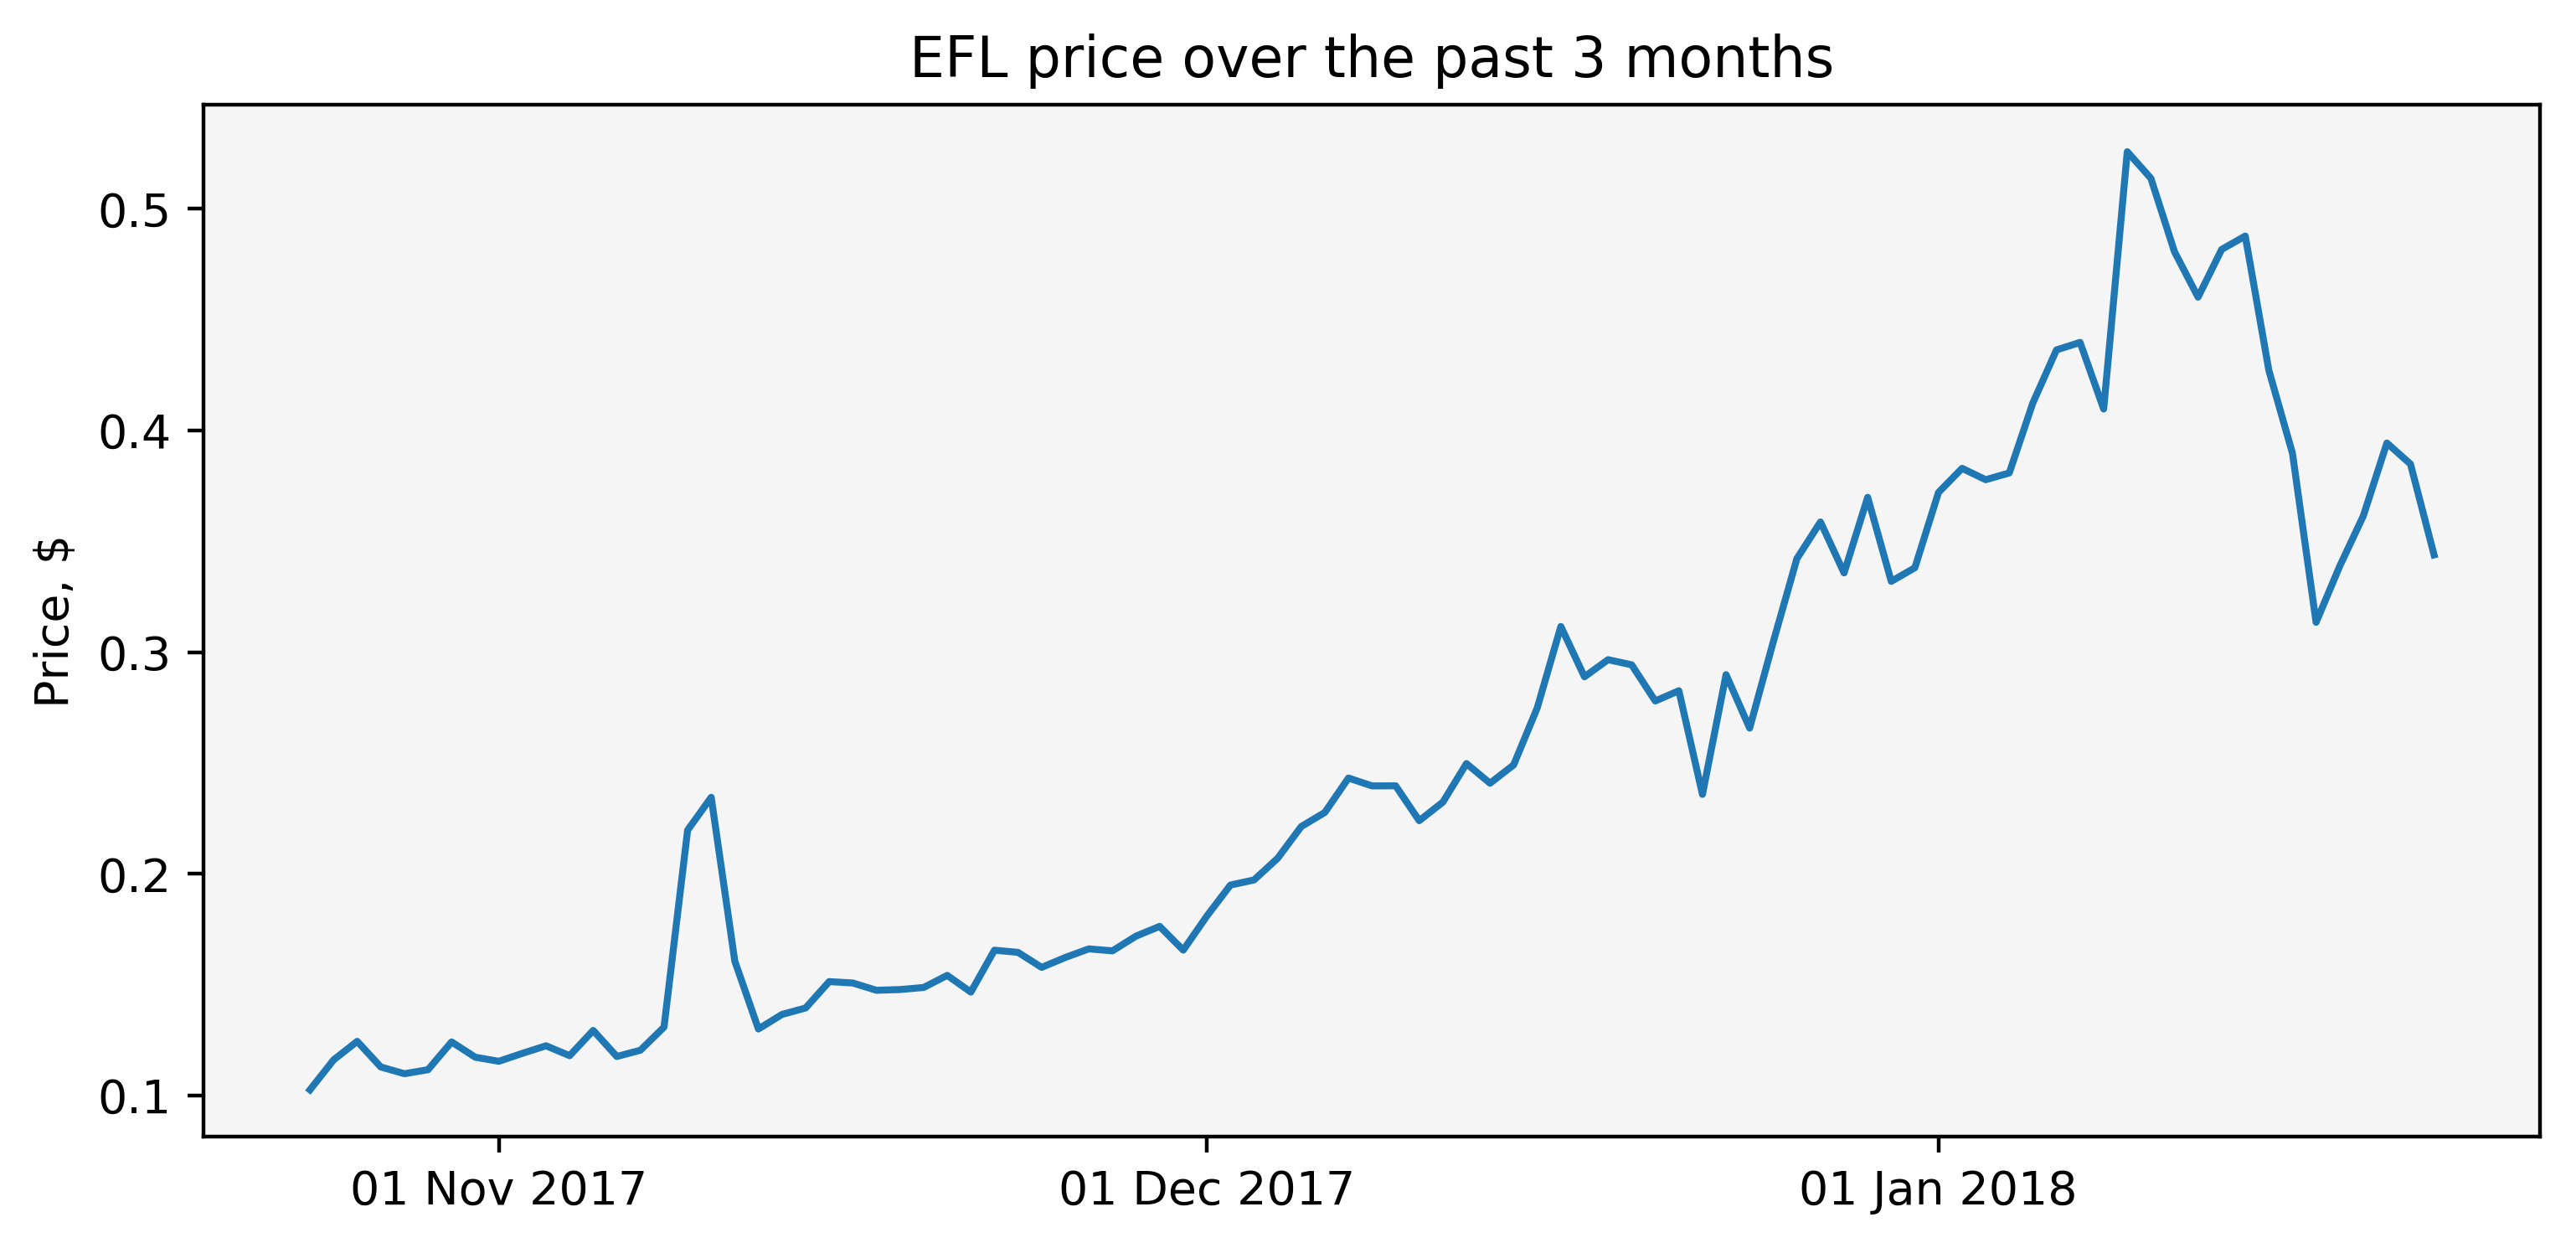 EFL price over the past 3 months
Price, $
0.5
0.4
0.3
0.2
0.1
01 Nov 2017
01 Dec 2017
01 Jan 2018